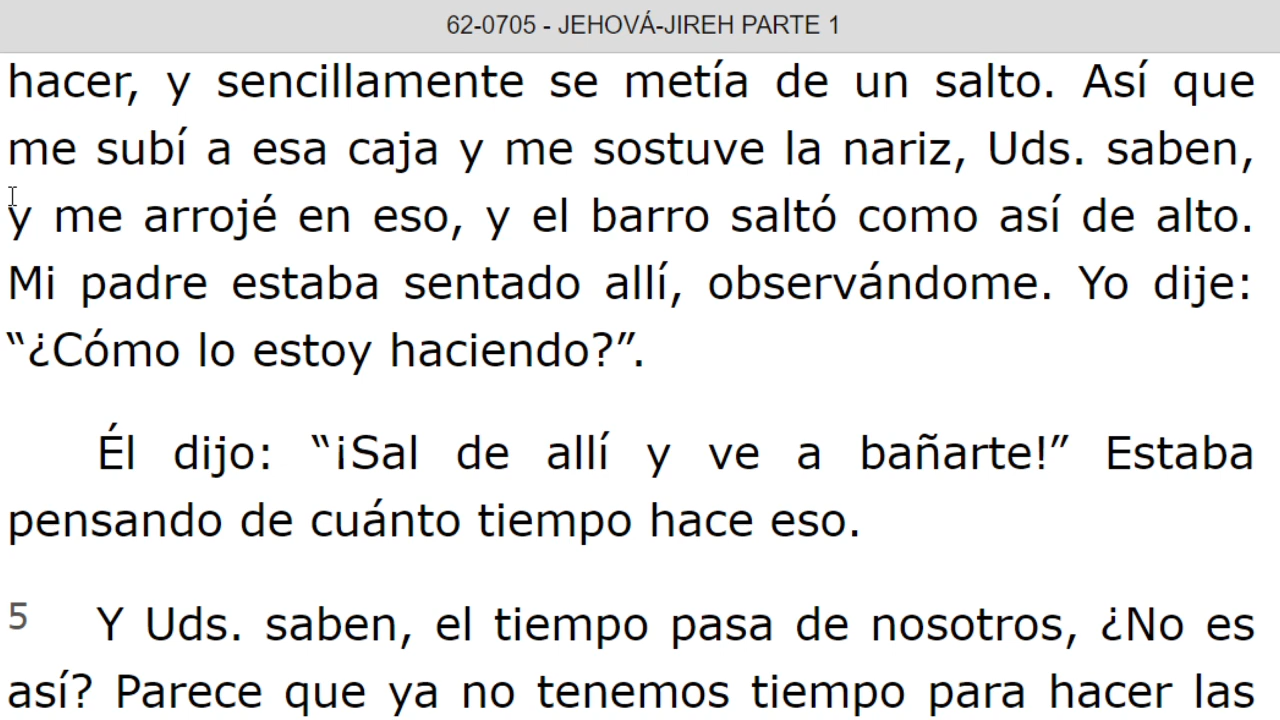 62-0705 - JEHOVÁ-JIREH PARTE 1
hacer, y sencillamente se metía de un salto. Así que
me subí a esa caja y me sostuve la nariz, Uds. saben,
y me arrojé en eso, y el barro saltó como así de alto.
Mi padre estaba sentado allí, observándome. Yo dije:
“¿Cómo lo estoy haciendo?”.
Él dijo: “¡Sal de allí y ve a bañarte!” Estaba
pensando de cuánto tiempo hace eso.
5 Y Uds. saben, el tiempo pasa de nosotros, ¿No es
así? Parece que ya no tenemos tiempo para hacer las